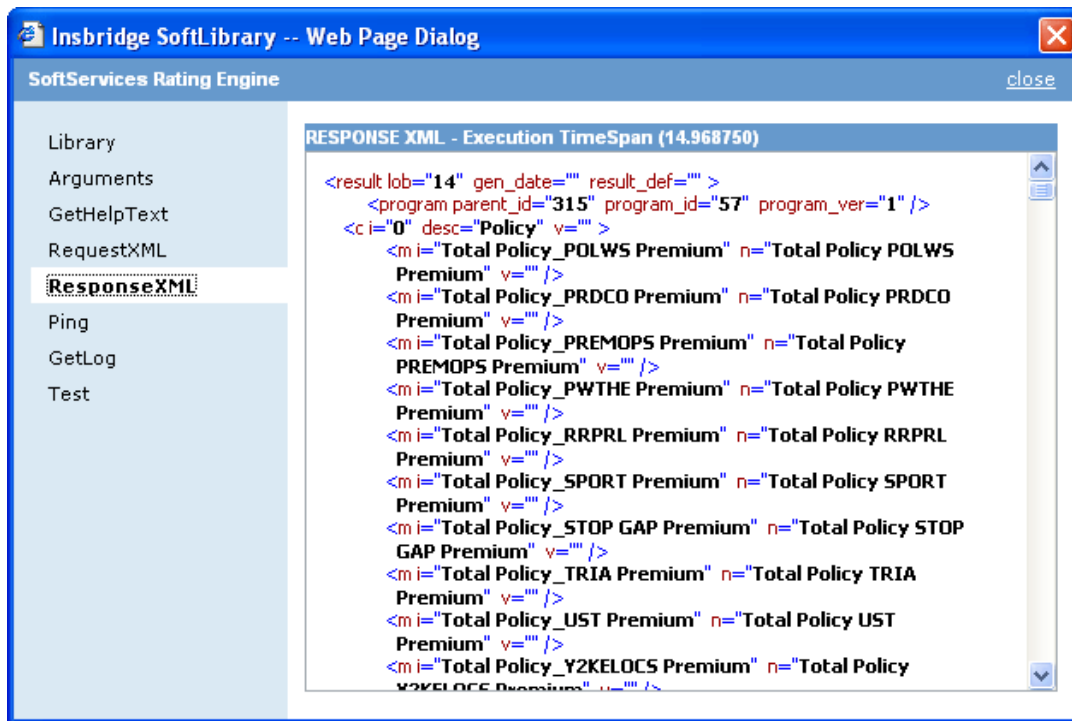 Insbridge SoftLibrary -- Web Page Dialog
SoftServices Rating Engine
close
Library
Arguments
GetHelpText
RequestXML
ResponseXML
Ping
GetLog
Test
RESPONSE XML - Execution TimeSpan (14.968750)
<result lob="14" gen_date="" result_def="" >
<program parent_id="315" program_id="57" program_ver="1" />
<c i="0" desc="Policy" v="" >
<m i="Total Policy_POLWS Premium" n="Total Policy POLWS
Premium" v="" />
<m i="Total Policy_PRDCO Premium" n="Total Policy PRDCO
Premium" v="" />
<m i="Total Policy_PREMOPS Premium" n="Total Policy
PREMOPS Premium" v="" />
<m i="Total Policy_PWTHE Premium" n="Total Policy PWTHE
Premium" v="" />
<m i="Total Policy_RRPRL Premium" n="Total Policy RRPRL
Premium" v="" />
<m i="Total Policy_SPORT Premium" n="Total Policy SPORT
Premium" v="" />
<m i="Total Policy_STOP GAP Premium" n="Total Policy STOP
GAP Premium" v="" />
<m i="Total Policy_TRIA Premium" n="Total Policy TRIA
Premium" v="" />
<m i="Total Policy_UST Premium" n="Total Policy UST
Premium" v="" />
<m i="Total Policy_Y2KELOCS Premium" n="Total Policy
Y2KELOCS Premium" v="" />